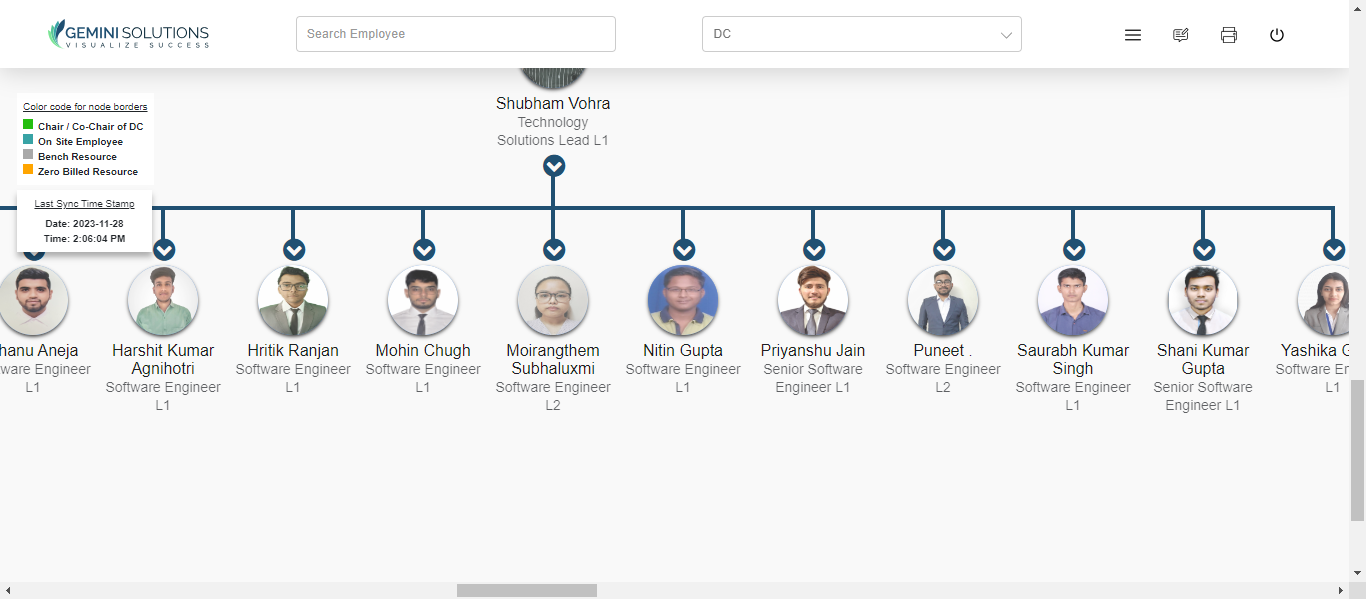 GEMINI SOLUTIONS
VISUALIZE SUCCESS
Search Employee
DC
Shubham Vohra
Technology
Solutions Lead L1
Color code for node borders
Chair / Co-Chair of DC
On Site Employee
Bench Resource
Zero Billed Resource
Last Sync Time Stamp
Date: 2023-11-28
Time: 2:06:04 PM
hanu Aneja
ware Engineer
L1
Harshit Kumar
Agnihotri
Software Engineer
L1
Hritik Ranjan
Software Engineer
L1
Mohin Chugh
Software Engineer
L1
Moirangthem
Subhaluxmi
Software Engineer
L2
Nitin Gupta
Software Engineer
L1
Priyanshu Jain
Senior Software
Engineer L1
Puneet .
Software Engineer
L2
Saurabh Kumar
Singh
Software Engineer
L1
Shani Kumar
Gupta
Senior Software
Engineer L1
Yashika G
Software En
L1